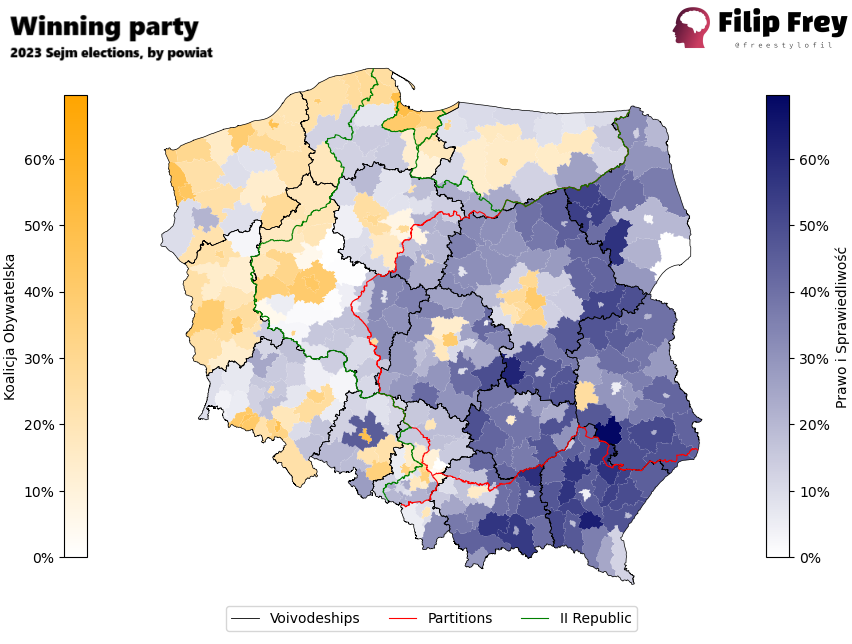 Winning party
2023 Sejm elections, by powiat
Filip Frey
@freestylofil
60%
50%
40%
30%
20%
10%
0%
Koalicja Obywatelska
60%
50%
40%
30%
20%
10%
0%
Prawo i Sprawiedliwość
Voivodeships
Partitions
II Republic